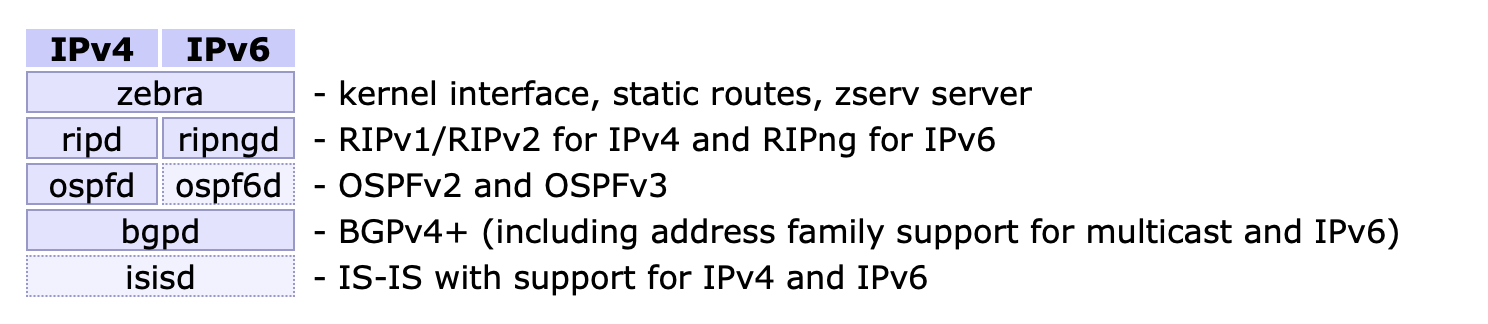 IPv4 IPv6
zebra - kernel interface, static routes, zserv server
ripd ripngd - RIPv1/RIPv2 for IPv4 and RIPng for IPv6
ospfd ospf6d - OSPFv2 and OSPFv3
bgpd - BGPv4+ (including address family support for multicast and IPv6)
isisd - IS-IS with support for IPv4 and IPv6